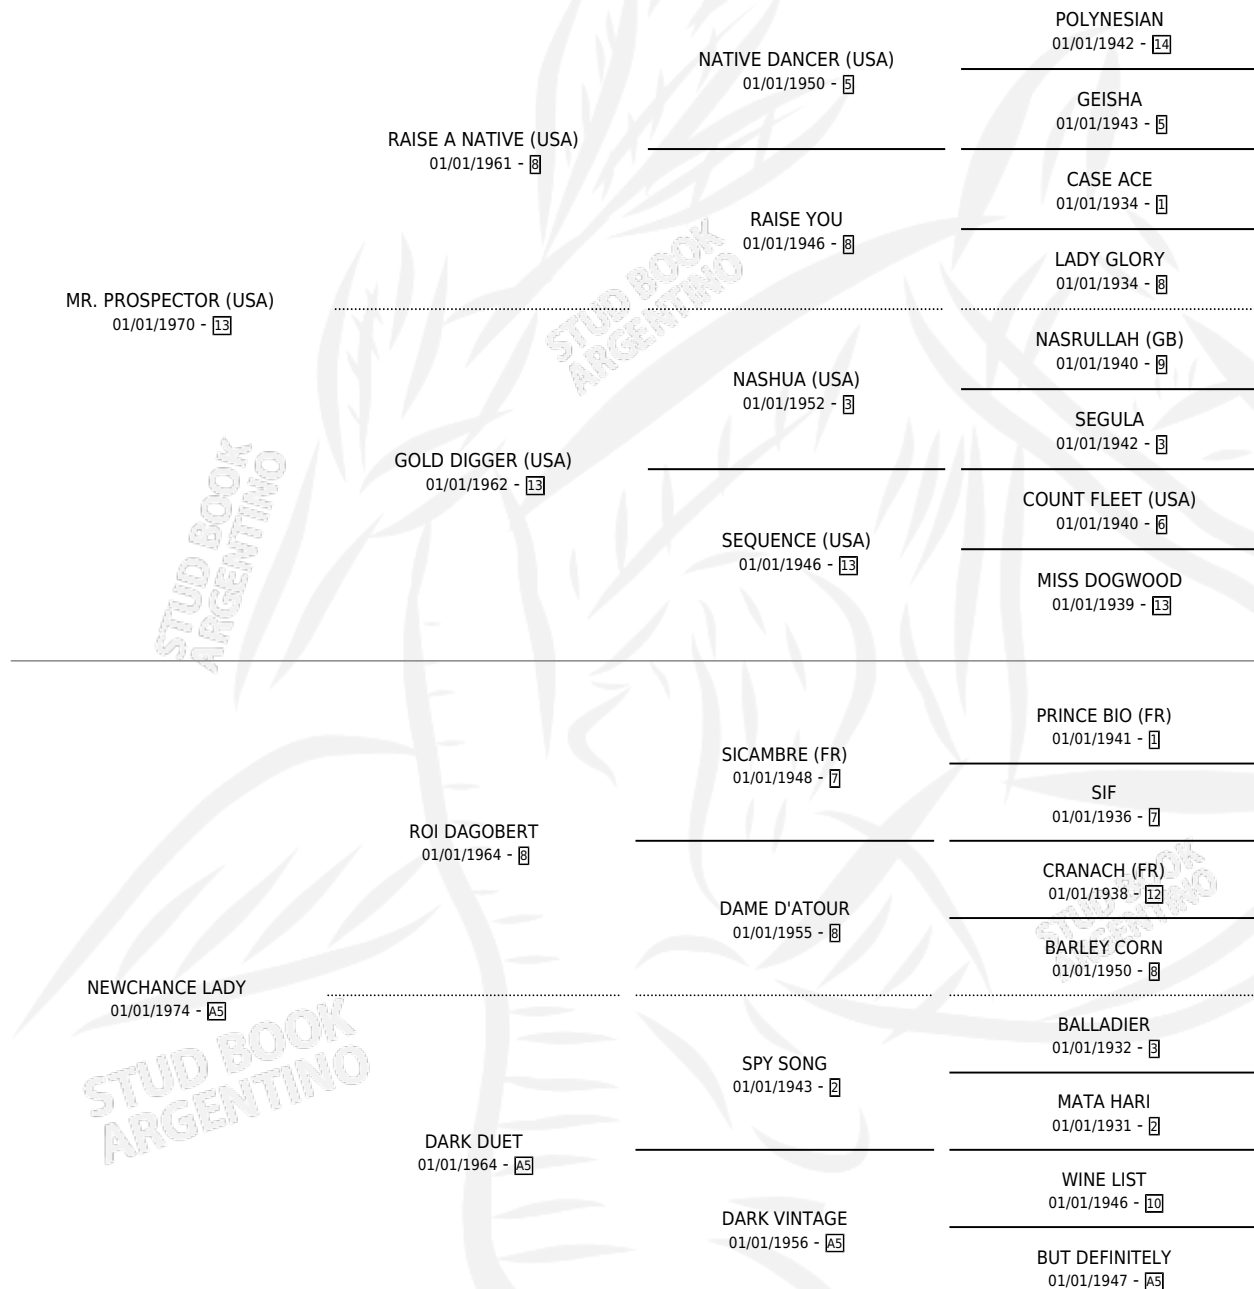 POLYNESIAN
01/01/1942 - 14
NATIVE DANCER (USA)
01/01/1950 - 5
GEISHA
01/01/1943 - 5
RAISE A NATIVE (USA)
01/01/1961 - 8
CASE ACE
01/01/1934 - 1
RAISE YOU
01/01/1946 - 8
LADY GLORY
01/01/1934 - 8
MR. PROSPECTOR (USA)
01/01/1970 - 13
STUD BOOK
ARGENTINO
NASRULLAH (GB)
01/01/1940 - 9
NASHUA (USA)
01/01/1952 - 3
SEGULA
01/01/1942 - 3
GOLD DIGGER (USA)
01/01/1962 - 13
COUNT FLEET (USA)
01/01/1940 - 6
SEQUENCE (USA)
01/01/1946 - 13
MISS DOGWOOD
01/01/1939 - 13
STUD BOOK
ARGENTINO
PRINCE BIO (FR)
01/01/1941 - 1
SICAMBRE (FR)
01/01/1948 - 7
SIF
01/01/1936 - 7
ROI DAGOBERT
01/01/1964 - 8
CRANACH (FR)
01/01/1938 - 12
DAME D'ATOUR
01/01/1955 - 8
STUD BOOK
ARGENTINO
BARLEY CORN
01/01/1950 - 8
NEWCHANCE LADY
01/01/1974 - A5
STUD BOOK
ARGENTINO
BALLADIER
01/01/1932 - 3
SPY SONG
01/01/1943 - 2
MATA HARI
01/01/1931 - 2
DARK DUET
01/01/1964 - A5
WINE LIST
01/01/1946 - 10
DARK VINTAGE
01/01/1956 - A5
BUT DEFINITELY
01/01/1947 - A5